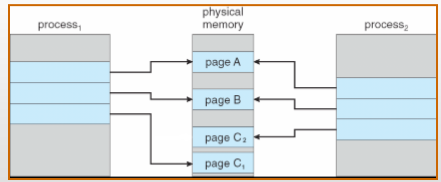 physical
memory
process₁
process₂
page A
page B
page C₂
page C₁